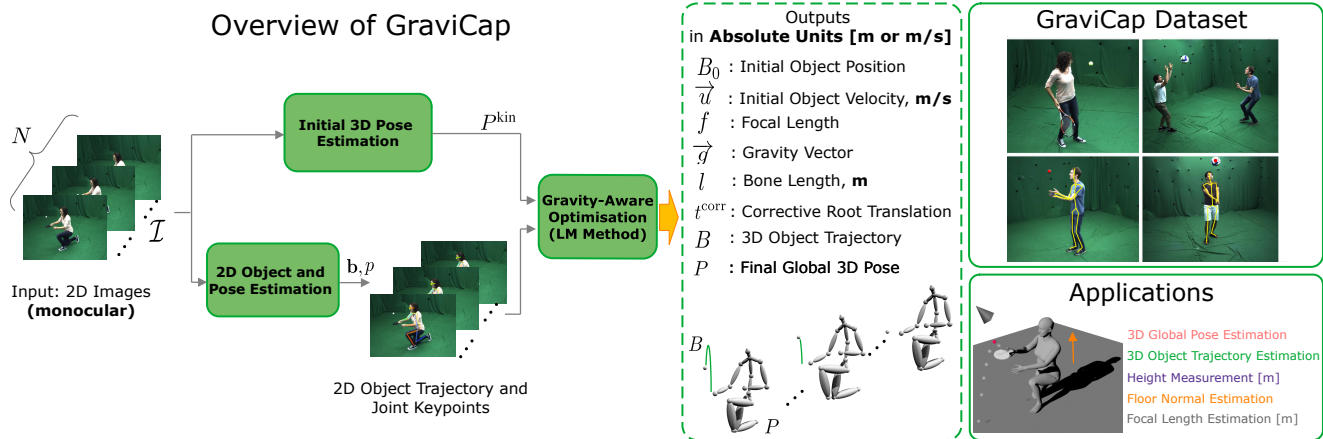 Overview of GraviCap
N
I
Input: 2D Images
(monocular)
Initial 3D Pose
Estimation
P^kin
2D Object and
Pose Estimation
b, p
2D Object Trajectory and
Joint Keypoints
Gravity-Aware
Optimisation
(LM Method)
Outputs
in Absolute Units [m or m/s]
B_0 : Initial Object Position
u⃗ : Initial Object Velocity, m/s
f : Focal Length
g⃗ : Gravity Vector
l : Bone Length, m
t^corr : Corrective Root Translation
B : 3D Object Trajectory
P : Final Global 3D Pose
B
P
GraviCap Dataset
Applications
3D Global Pose Estimation
3D Object Trajectory Estimation
Height Measurement [m]
Floor Normal Estimation
Focal Length Estimation [m]